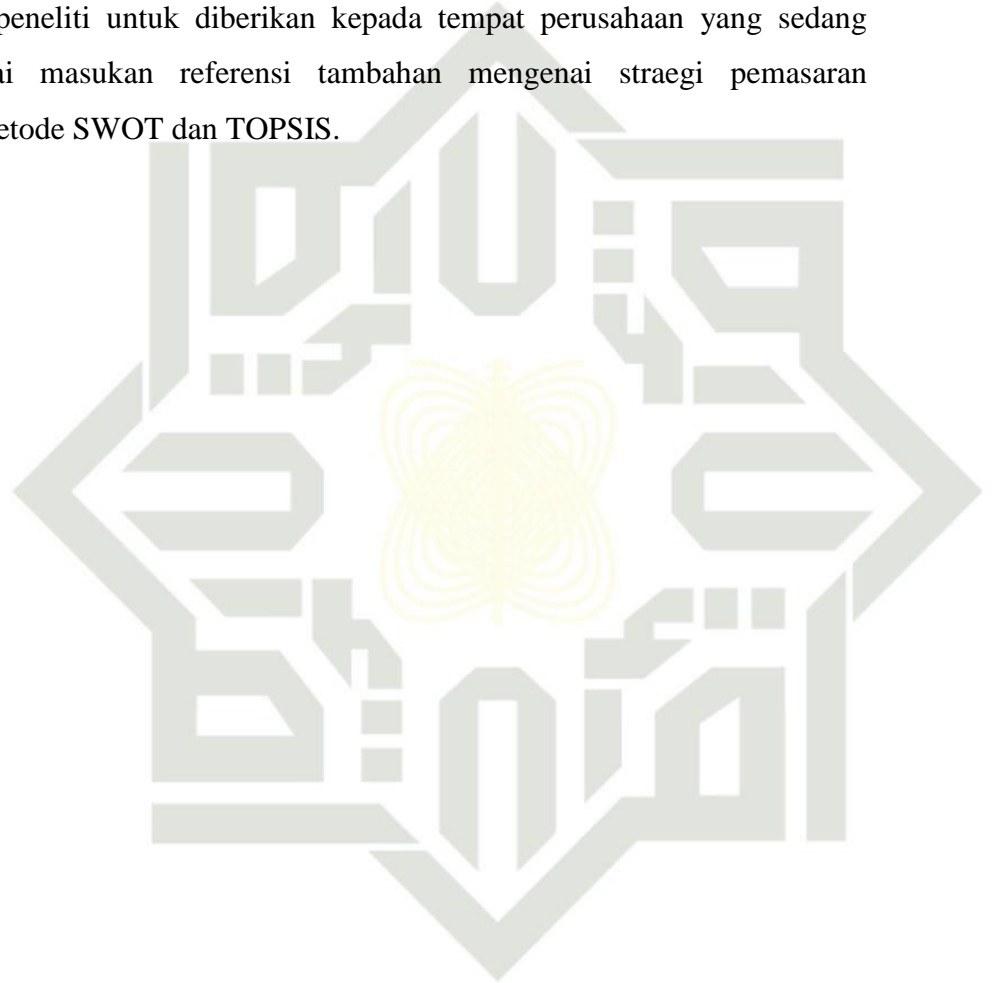 peneliti untuk diberikan kepada tempat perusahaan yang sedang
ai masukan referensi tambahan mengenai straegi pemasaran
etode SWOT dan TOPSIS.